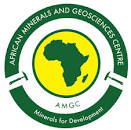 AFRICAN MINERALS AND GEOSCIENCES CENTRE
AMGC
Minerals for Development